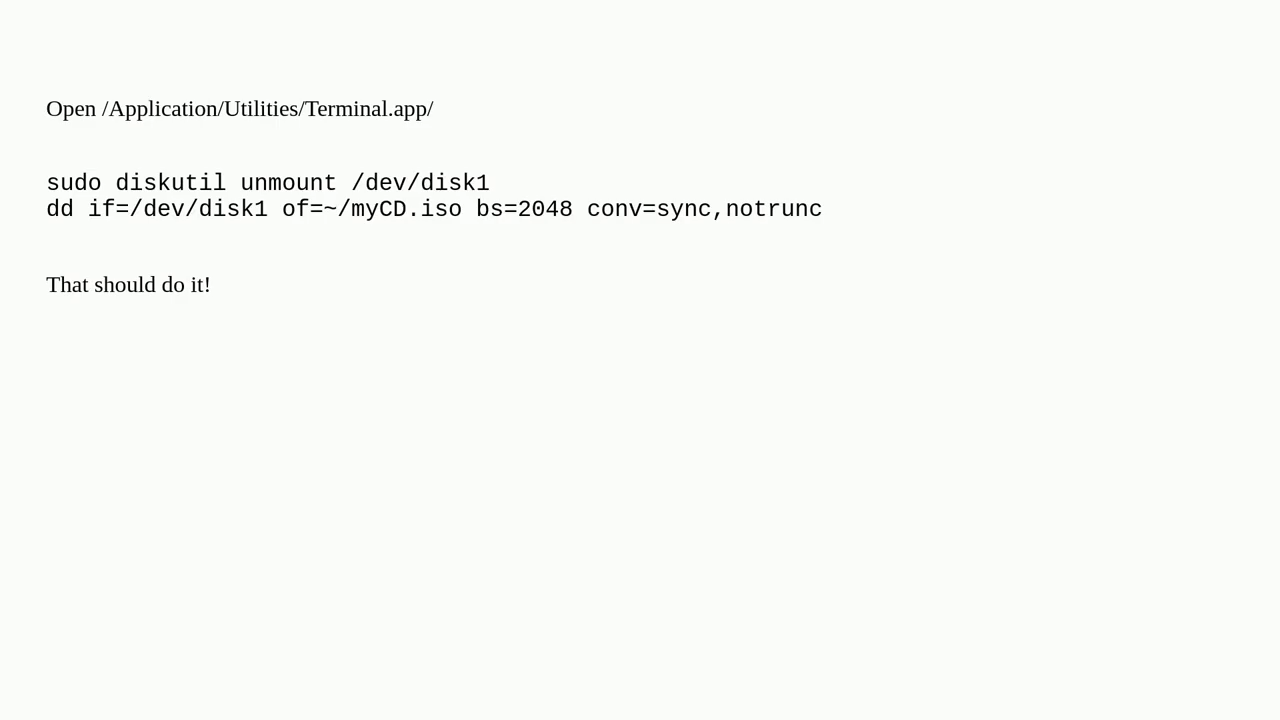 Open /Application/Utilities/Terminal.app/
sudo diskutil unmount /dev/disk1
dd if=/dev/disk1 of=~/myCD.iso bs=2048 conv=sync,notrunc
That should do it!